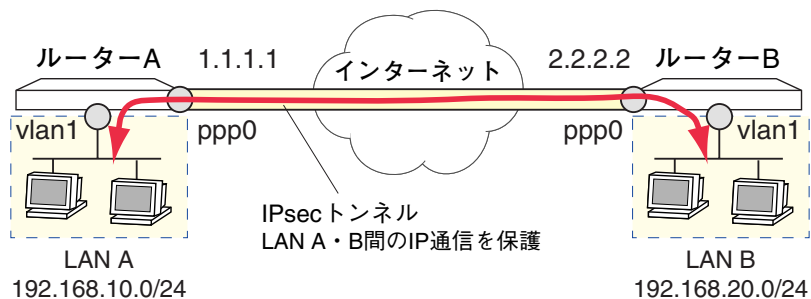 ルーターA
1.1.1.1
インターネット
2.2.2.2
ルーターB
vlan1
ppp0
ppp0
vlan1
IPsecトンネル
LAN A・B間のIP通信を保護
LAN A
192.168.10.0/24
LAN B
192.168.20.0/24